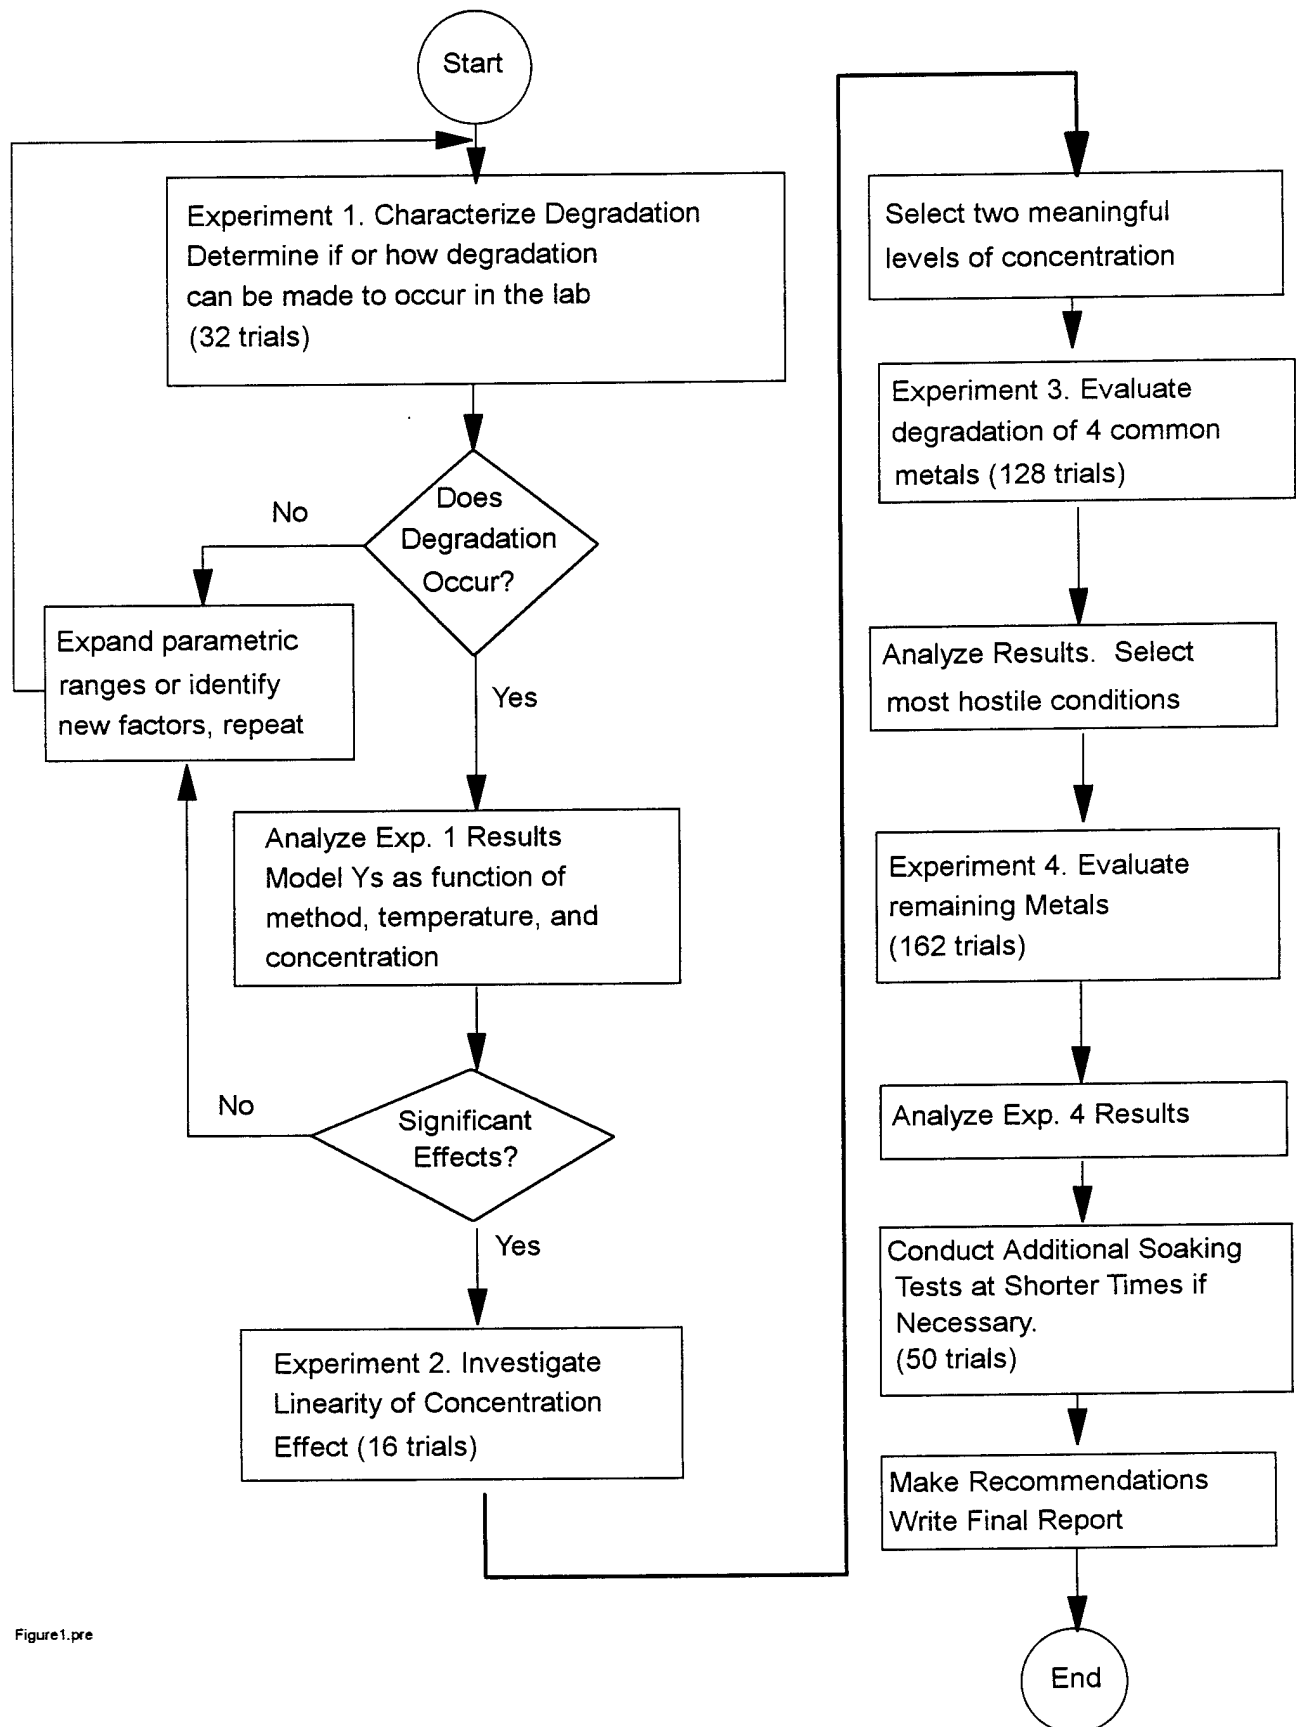 Start
Experiment 1. Characterize Degradation
Determine if or how degradation
can be made to occur in the lab
(32 trials)
Does
Degradation
Occur?
No
Expand parametric
ranges or identify
new factors, repeat
Yes
Analyze Exp. 1 Results
Model Ys as function of
method, temperature, and
concentration
Significant
Effects?
No
Yes
Experiment 2. Investigate
Linearity of Concentration
Effect (16 trials)
Select two meaningful
levels of concentration
Experiment 3. Evaluate
degradation of 4 common
metals (128 trials)
Analyze Results. Select
most hostile conditions
Experiment 4. Evaluate
remaining Metals
(162 trials)
Analyze Exp. 4 Results
Conduct Additional Soaking
Tests at Shorter Times if
Necessary.
(50 trials)
Make Recommendations
Write Final Report
End
Figure1.pre